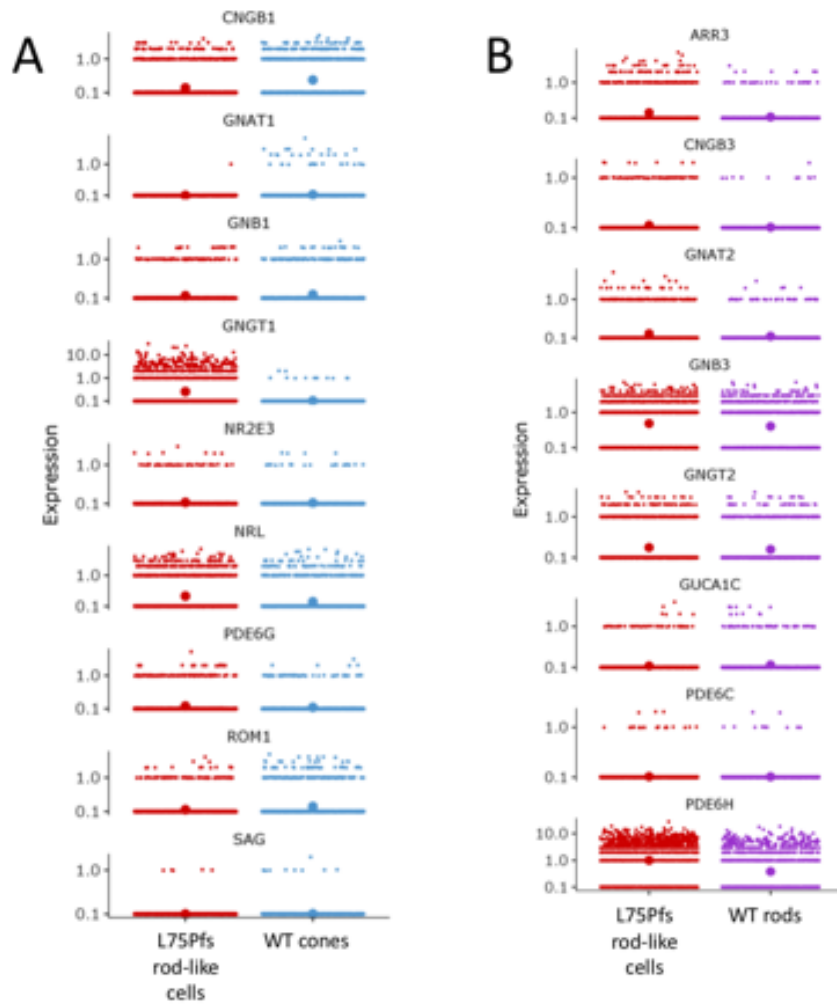 A
CNGB1
1.0
0.1
GNAT1
1.0
0.1
GNB1
1.0
0.1
GNGT1
10.0
1.0
0.1
NR2E3
1.0
0.1
NRL
1.0
0.1
PDE6G
1.0
0.1
ROM1
1.0
0.1
SAG
1.0
0.1
Expression
L75Pfs
rod-like
cells
WT cones
B
ARR3
1.0
0.1
CNGB3
1.0
0.1
GNAT2
1.0
0.1
GNB3
1.0
0.1
GNGT2
1.0
0.1
GUCA1C
1.0
0.1
PDE6C
1.0
0.1
PDE6H
10.0
1.0
0.1
Expression
L75Pfs
rod-like
cells
WT rods